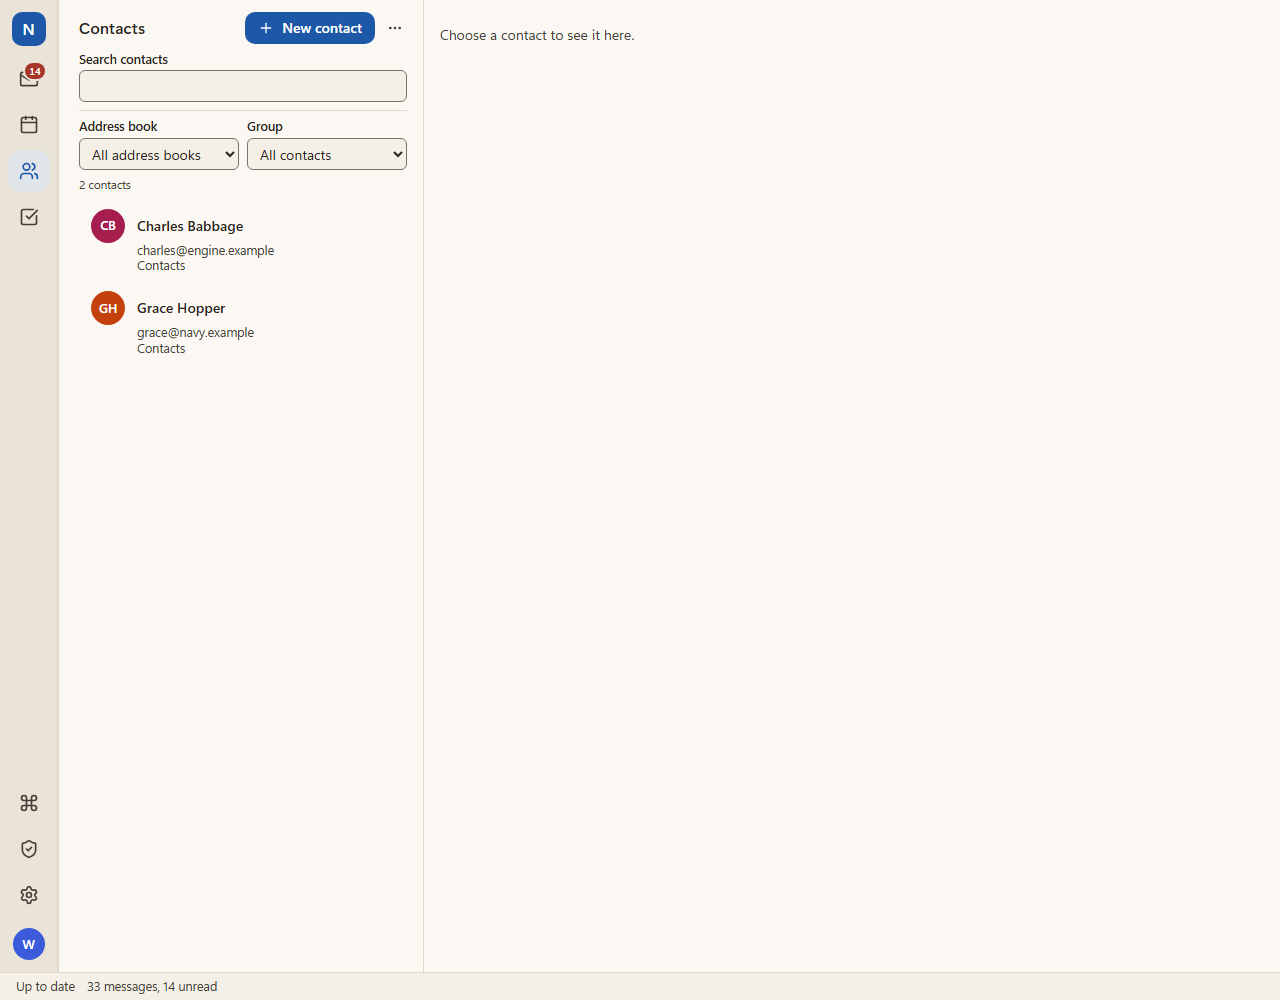 N
Contacts
New contact
Choose a contact to see it here.
14
Search contacts
Address book
Group
All address books
All contacts
2 contacts
CB
Charles Babbage
charles@engine.example
Contacts
GH
Grace Hopper
grace@navy.example
Contacts
W
Up to date
33 messages, 14 unread